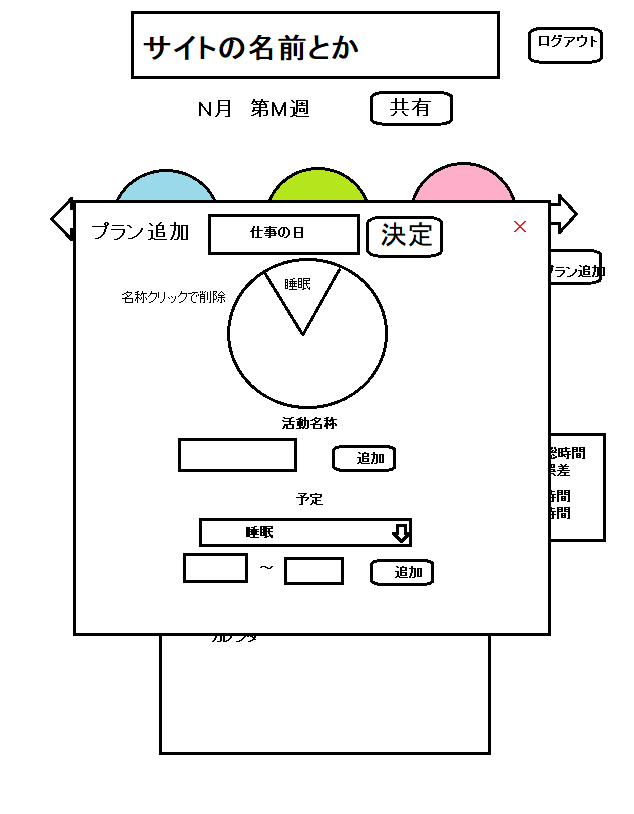 サイトの名前とか
ログアウト
N月 第M週
共有
プラン追加
仕事の日
決定
×
睡眠
名称クリックで削除
プラン追加
活動名称
追加
総時間
誤差
時間
時間
予定
睡眠
～
追加
カレンダー